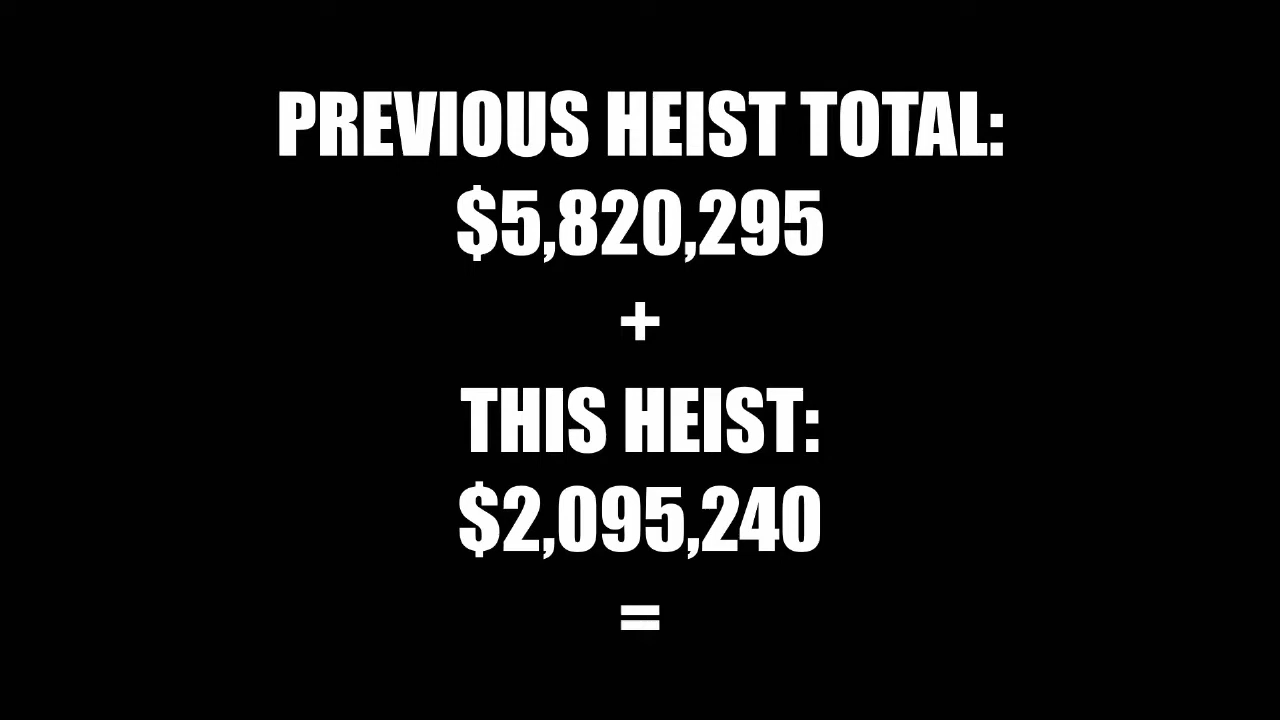 PREVIOUS HEIST TOTAL:
$5,820,295
+
THIS HEIST:
$2,095,240
=